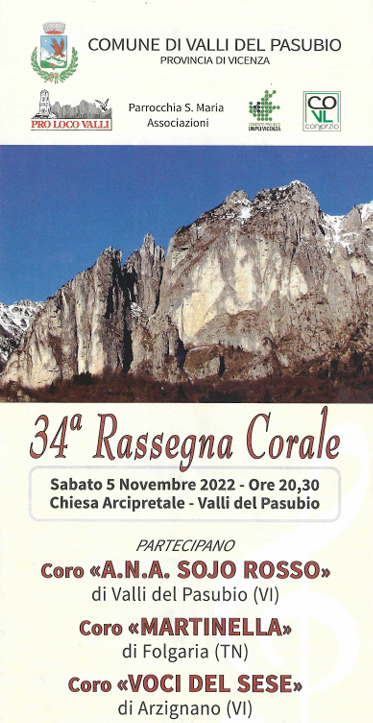 COMUNE DI VALLI DEL PASUBIO
PROVINCIA DI VICENZA
PRO LOCO VALLI
Parrocchia S. Maria
Associazioni
COVL
consorzio
34ª Rassegna Corale
Sabato 5 Novembre 2022 - Ore 20,30
Chiesa Arcipretale - Valli del Pasubio
PARTECIPANO
Coro «A.N.A. SOJO ROSSO»
di Valli del Pasubio (VI)
Coro «MARTINELLA»
di Folgaria (TN)
Coro «VOCI DEL SESE»
di Arzignano (VI)